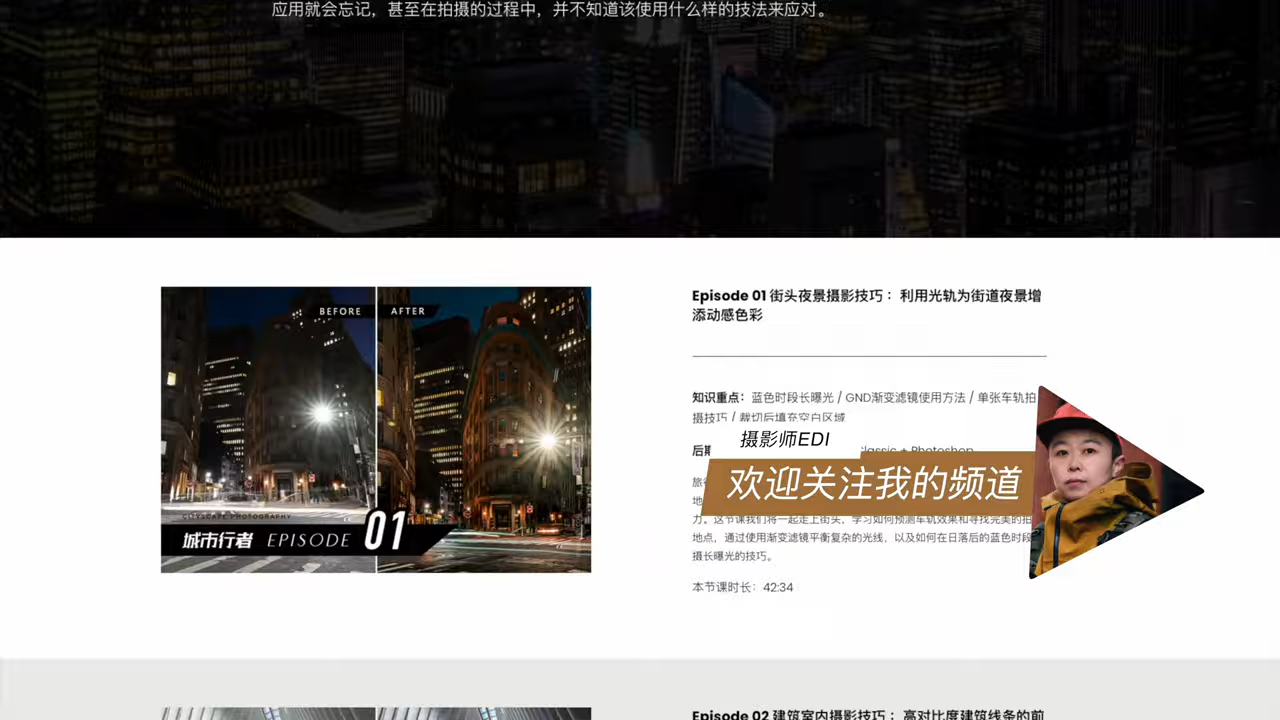 应用就会忘记，甚至在拍摄的过程中，并不知道该使用什么样的技法来应对。
BEFORE
AFTER
CITYSCAPE PHOTOGRAPHY
城市行者 EPISODE 01
Episode 01 街头夜景摄影技巧：利用光轨为街道夜景增
添动感色彩
知识重点：蓝色时段长曝光 / GND渐变滤镜使用方法 / 单张车轨拍
摄技巧 / 裁切后填充空白区域
摄影师EDI
后期
Classic + Photoshop
欢迎关注我的频道
力。这节课我们将一起走上街头，学习如何预测车轨效果和寻找完美的拍
地点，通过使用渐变滤镜平衡复杂的光线，以及如何在日落后的蓝色时段
摄长曝光的技巧。
本节课时长：42:34
Episode 02 建筑室内摄影技巧：高对比度建筑线条的前